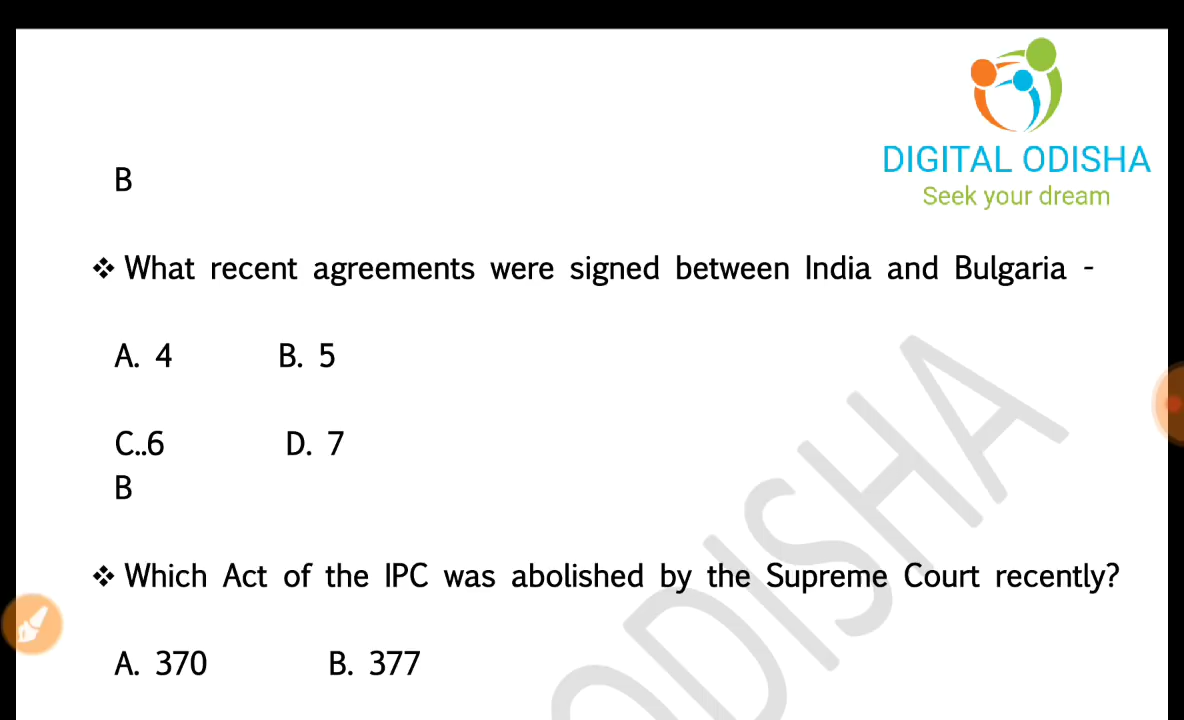 DIGITAL ODISHA
Seek your dream
B
❖ What recent agreements were signed between India and Bulgaria -
A. 4 B. 5
C..6 D. 7
B
❖ Which Act of the IPC was abolished by the Supreme Court recently?
A. 370 B. 377
ODISHA